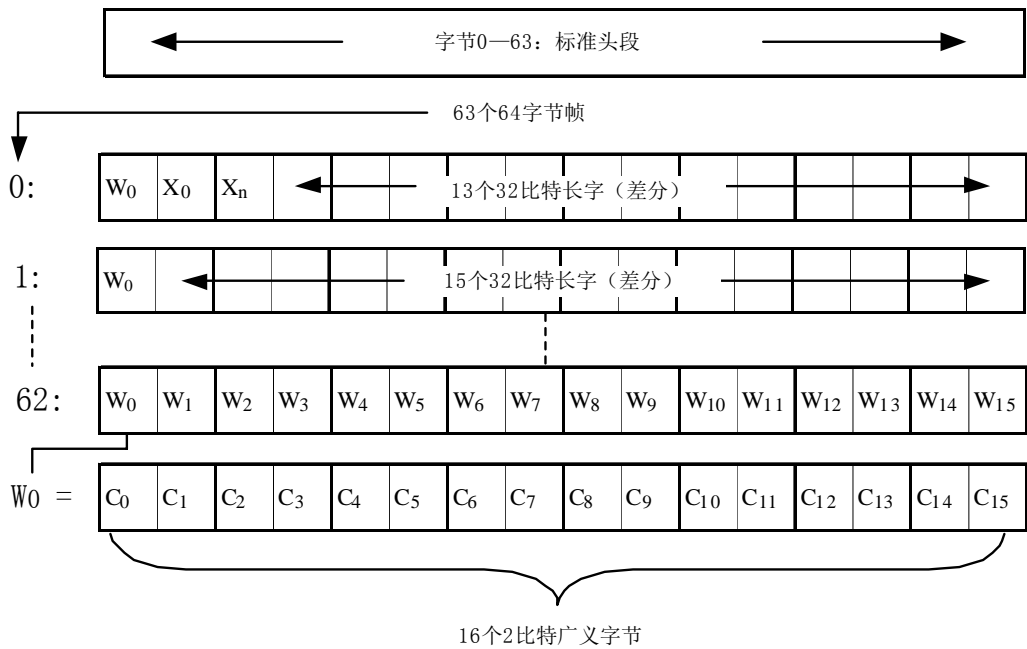 字节0—63：标准头段
63个64字节帧
0: W₀ X₀ Xₙ 13个32比特长字（差分）
1: W₀ 15个32比特长字（差分）
62: W₀ W₁ W₂ W₃ W₄ W₅ W₆ W₇ W₈ W₉ W₁₀ W₁₁ W₁₂ W₁₃ W₁₄ W₁₅
W0 = C₀ C₁ C₂ C₃ C₄ C₅ C₆ C₇ C₈ C₉ C₁₀ C₁₁ C₁₂ C₁₃ C₁₄ C₁₅
16个2比特广义字节